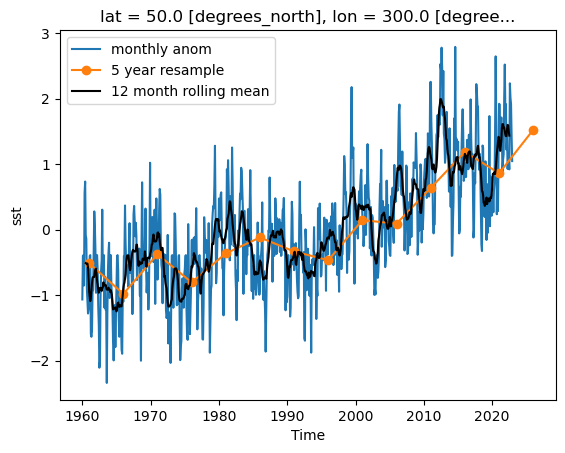 lat = 50.0 [degrees_north], lon = 300.0 [degree...
monthly anom
5 year resample
12 month rolling mean
3
2
1
0
−1
−2
sst
1960 1970 1980 1990 2000 2010 2020
Time